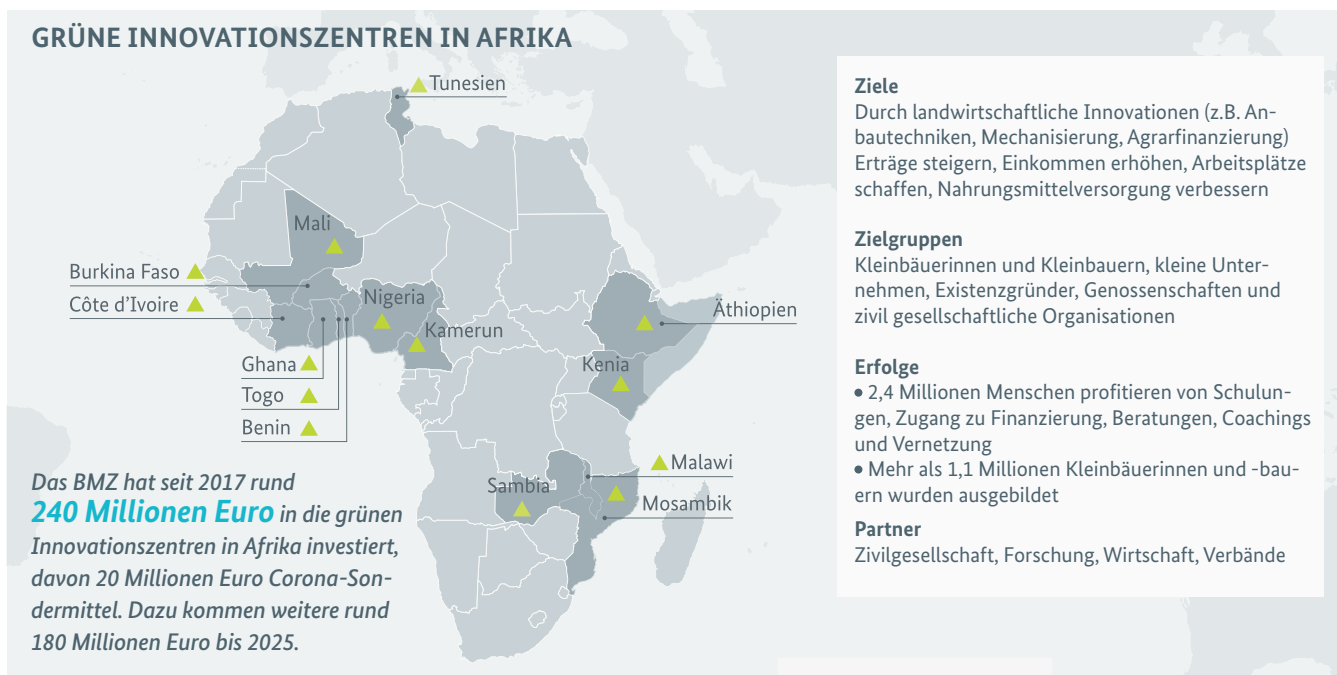 GRÜNE INNOVATIONSZENTREN IN AFRIKA
Tunesien
Mali
Burkina Faso
Côte d'Ivoire
Nigeria
Kamerun
Äthiopien
Ghana
Kenia
Togo
Benin
Malawi
Sambia
Mosambik
Das BMZ hat seit 2017 rund
240 Millionen Euro in die grünen
Innovationszentren in Afrika investiert,
davon 20 Millionen Euro Corona-Son-
dermittel. Dazu kommen weitere rund
180 Millionen Euro bis 2025.
Ziele
Durch landwirtschaftliche Innovationen (z.B. An-
bautechniken, Mechanisierung, Agrarfinanzierung)
Erträge steigern, Einkommen erhöhen, Arbeitsplätze
schaffen, Nahrungsmittelversorgung verbessern
Zielgruppen
Kleinbäuerinnen und Kleinbauern, kleine Unter-
nehmen, Existenzgründer, Genossenschaften und
zivil gesellschaftliche Organisationen
Erfolge
• 2,4 Millionen Menschen profitieren von Schulun-
gen, Zugang zu Finanzierung, Beratungen, Coachings
und Vernetzung
• Mehr als 1,1 Millionen Kleinbäuerinnen und -bau-
ern wurden ausgebildet
Partner
Zivilgesellschaft, Forschung, Wirtschaft, Verbände